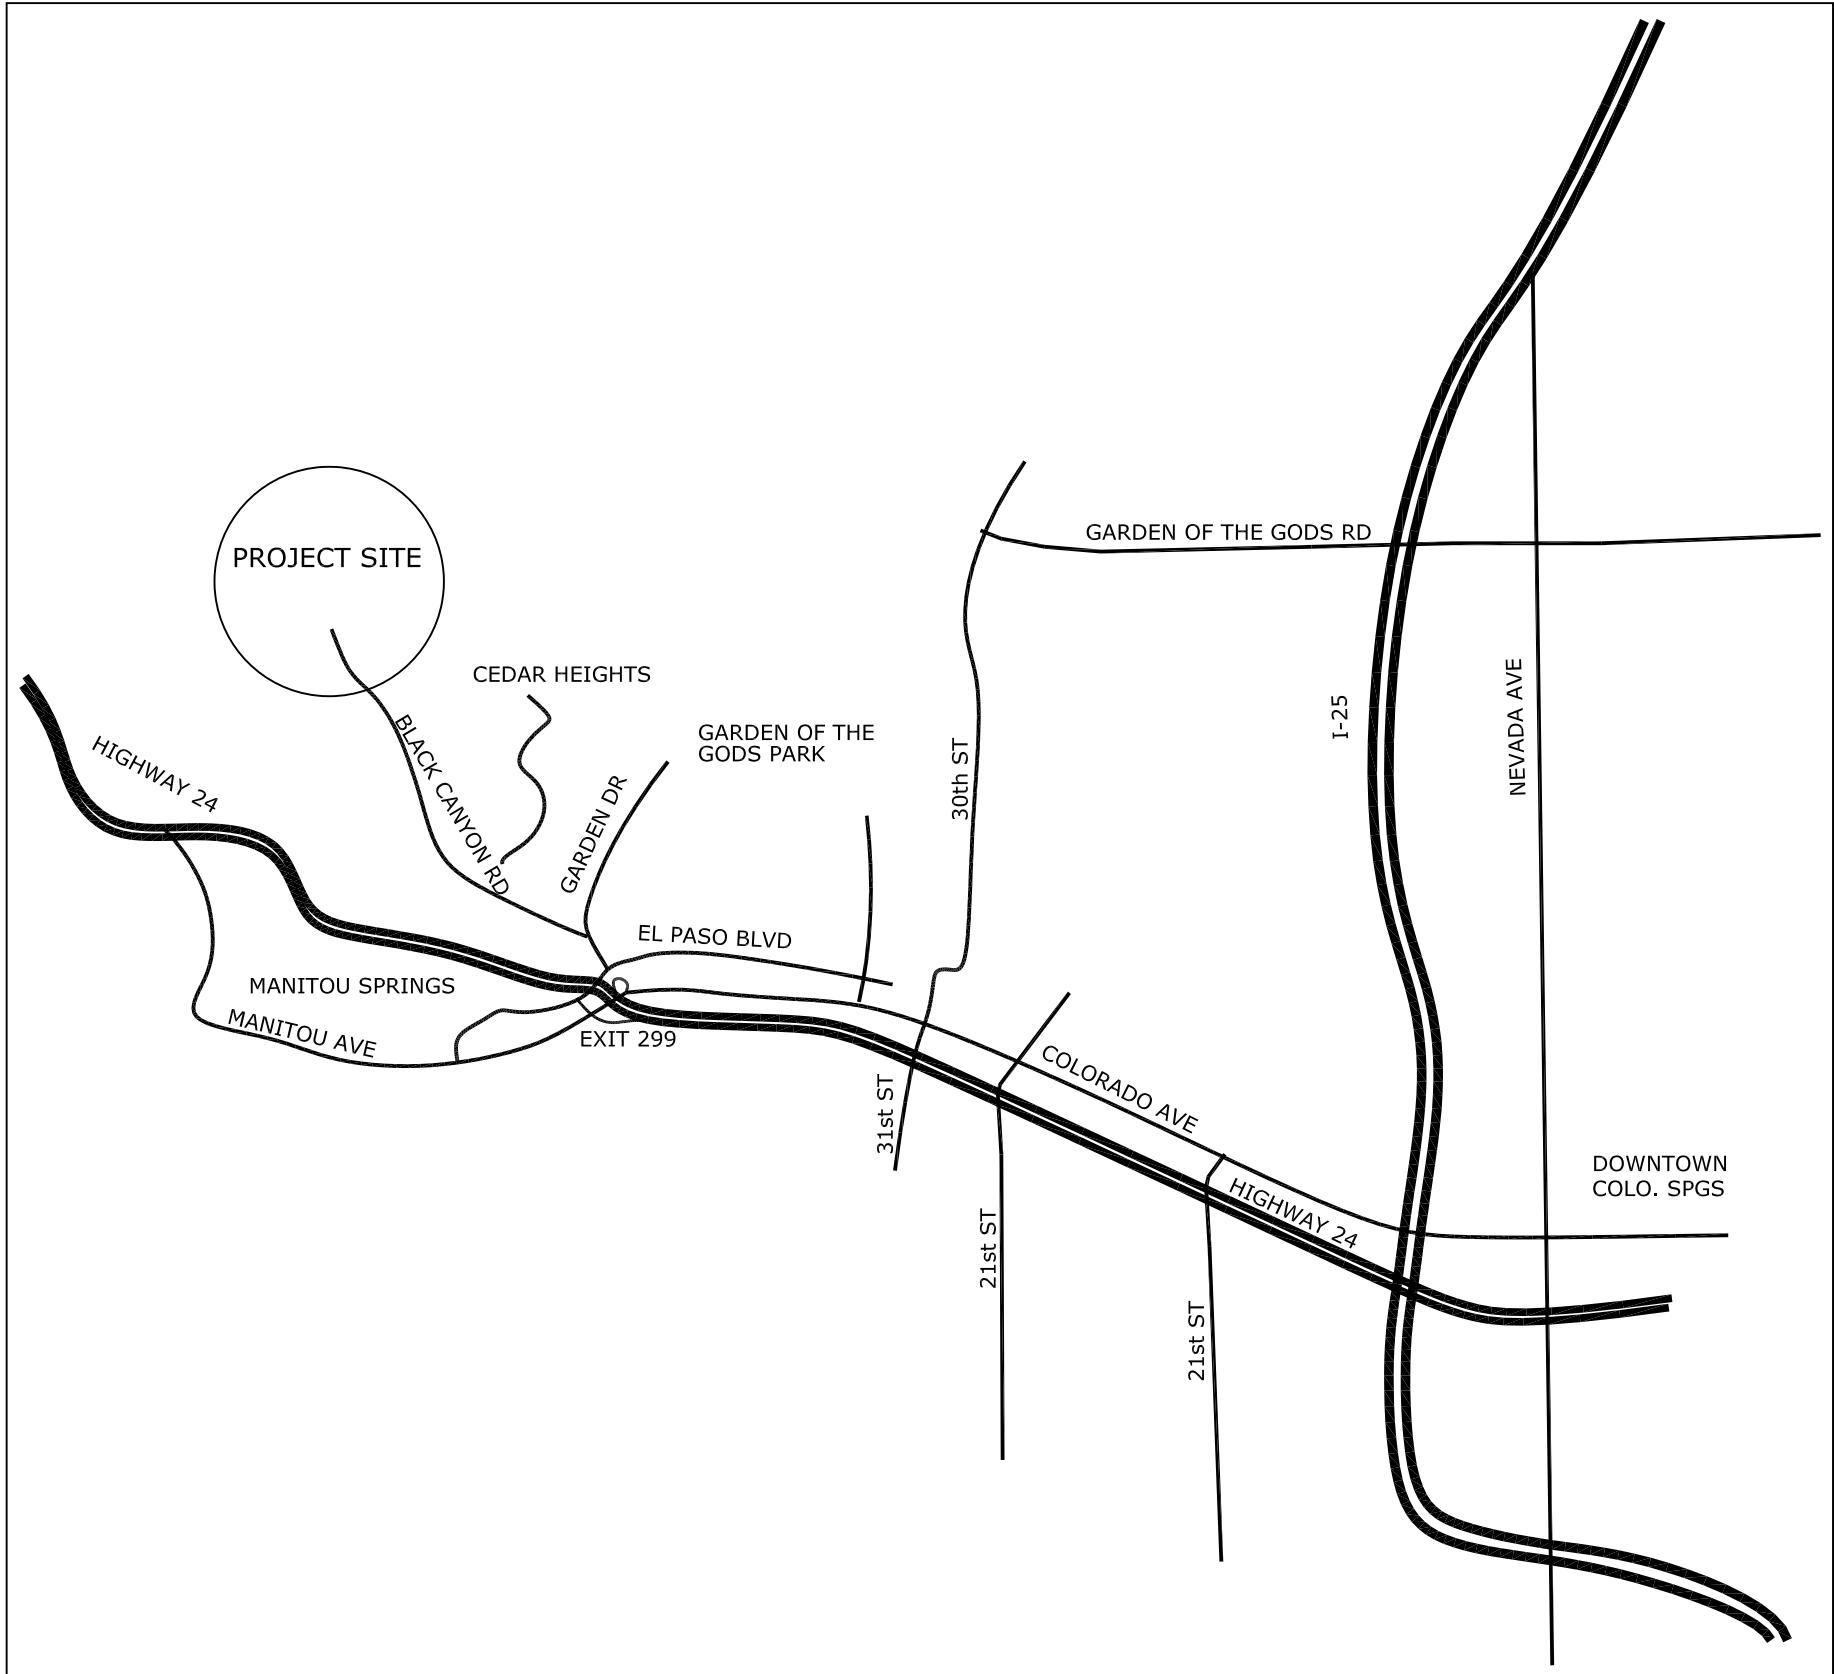 GARDEN OF THE GODS RD
PROJECT SITE
CEDAR HEIGHTS
I-25
NEVADA AVE
BLACK CANYON RD
GARDEN OF THE
GODS PARK
30th ST
HIGHWAY 24
GARDEN DR
EL PASO BLVD
MANITOU SPRINGS
MANITOU AVE
EXIT 299
COLORADO AVE
31st ST
DOWNTOWN
COLO. SPGS
HIGHWAY 24
21st ST
21st ST